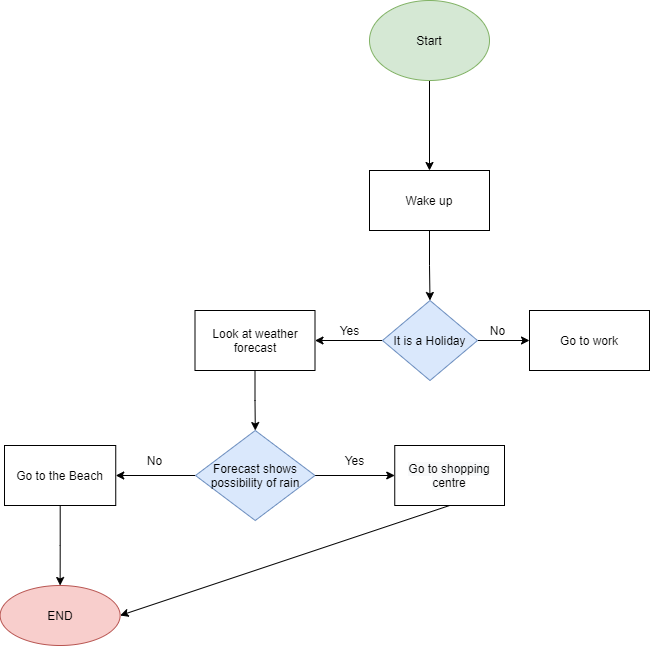 Start
Wake up
Look at weather
forecast
Yes
It is a Holiday
No
Go to work
Go to the Beach
No
Forecast shows
possibility of rain
Yes
Go to shopping
centre
END